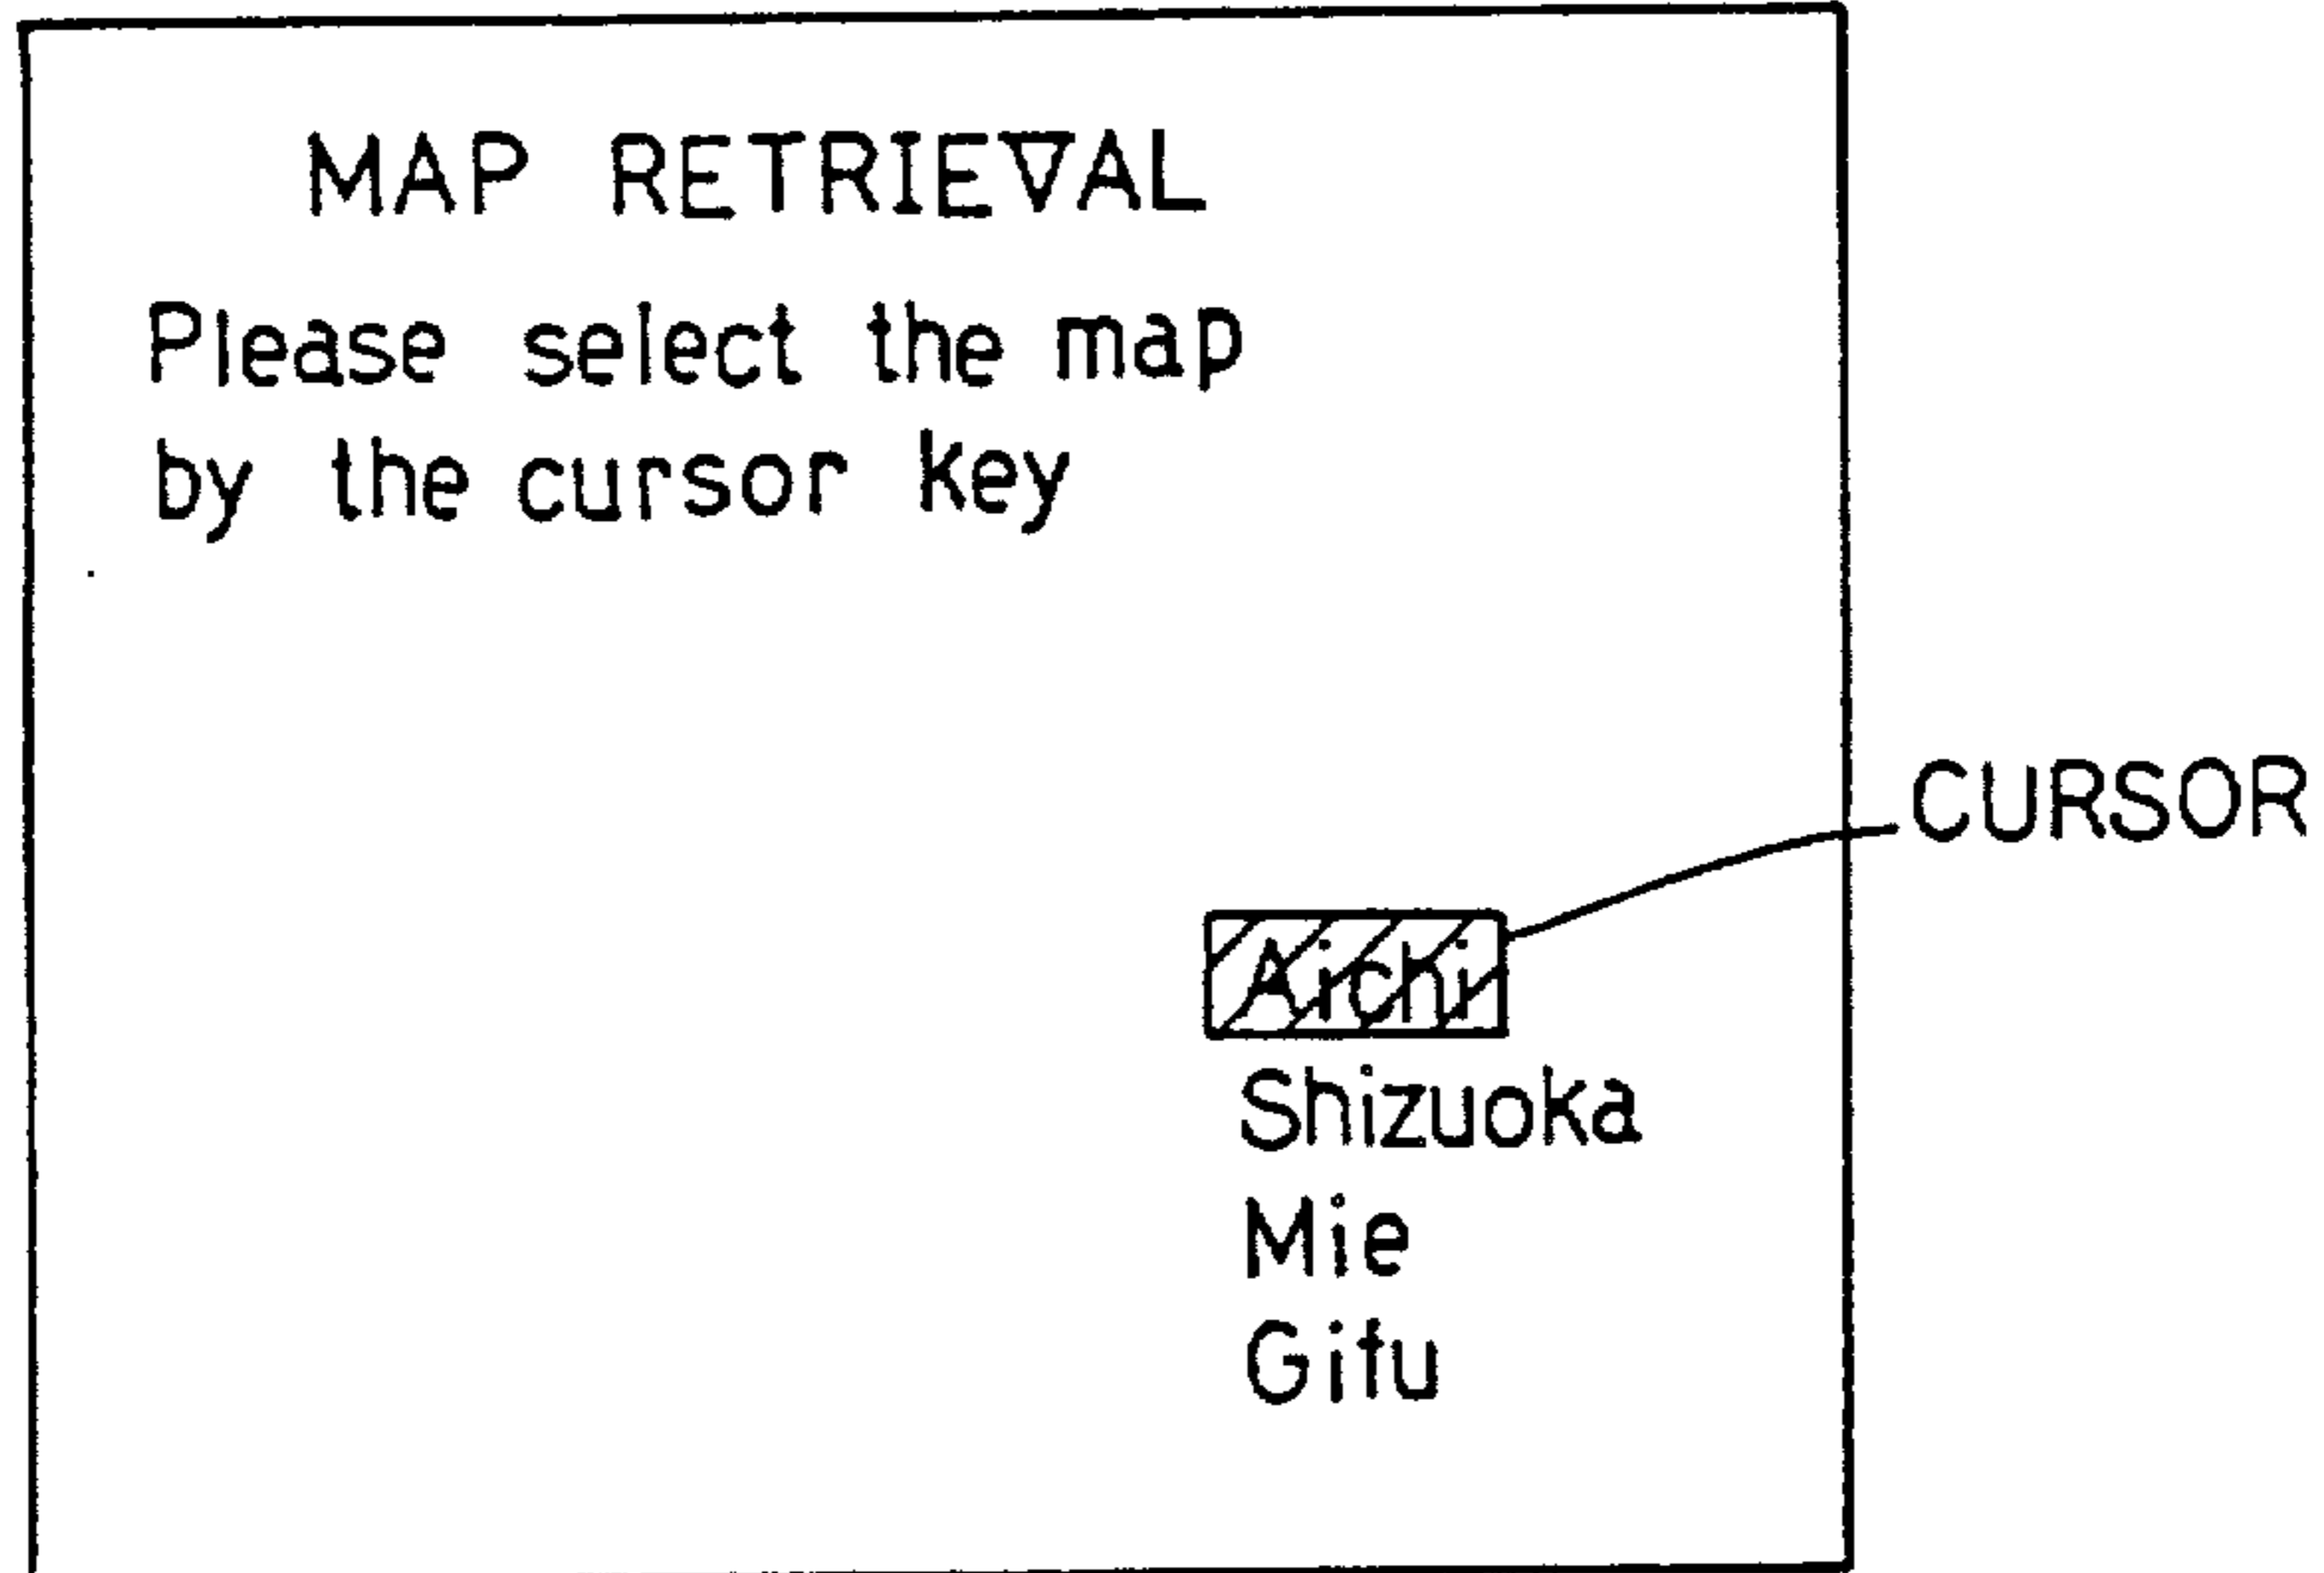 MAP RETRIEVAL
Please select the map
by the cursor key
CURSOR
Aichi
Shizuoka
Mie
Gifu